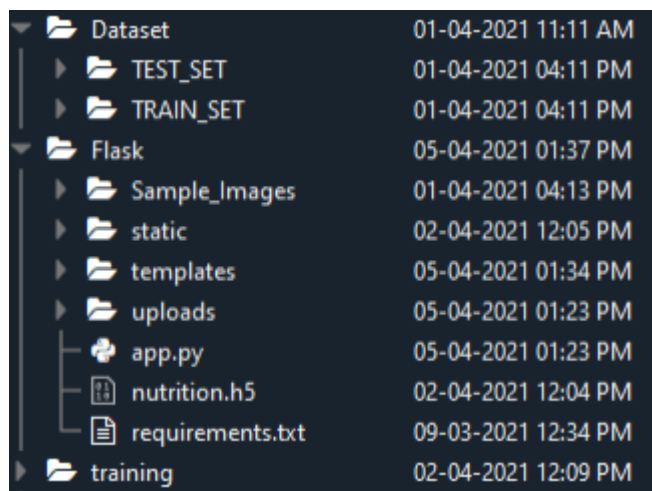 Dataset 01-04-2021 11:11 AM
TEST_SET 01-04-2021 04:11 PM
TRAIN_SET 01-04-2021 04:11 PM
Flask 05-04-2021 01:37 PM
Sample_Images 01-04-2021 04:13 PM
static 02-04-2021 12:05 PM
templates 05-04-2021 01:34 PM
uploads 05-04-2021 01:23 PM
app.py 05-04-2021 01:23 PM
nutrition.h5 02-04-2021 12:04 PM
requirements.txt 09-03-2021 12:34 PM
training 02-04-2021 12:09 PM